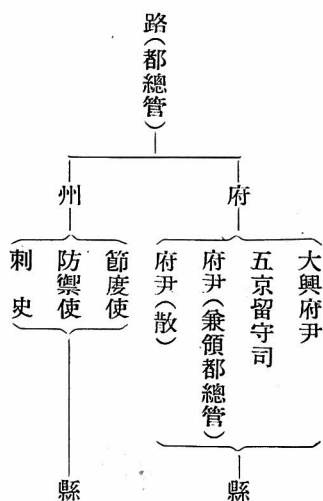 路（都總管）
府
大興府尹
五京留守司
府尹（兼領都總管）
府尹（散）
縣
州
節度使
防禦使
刺史
縣